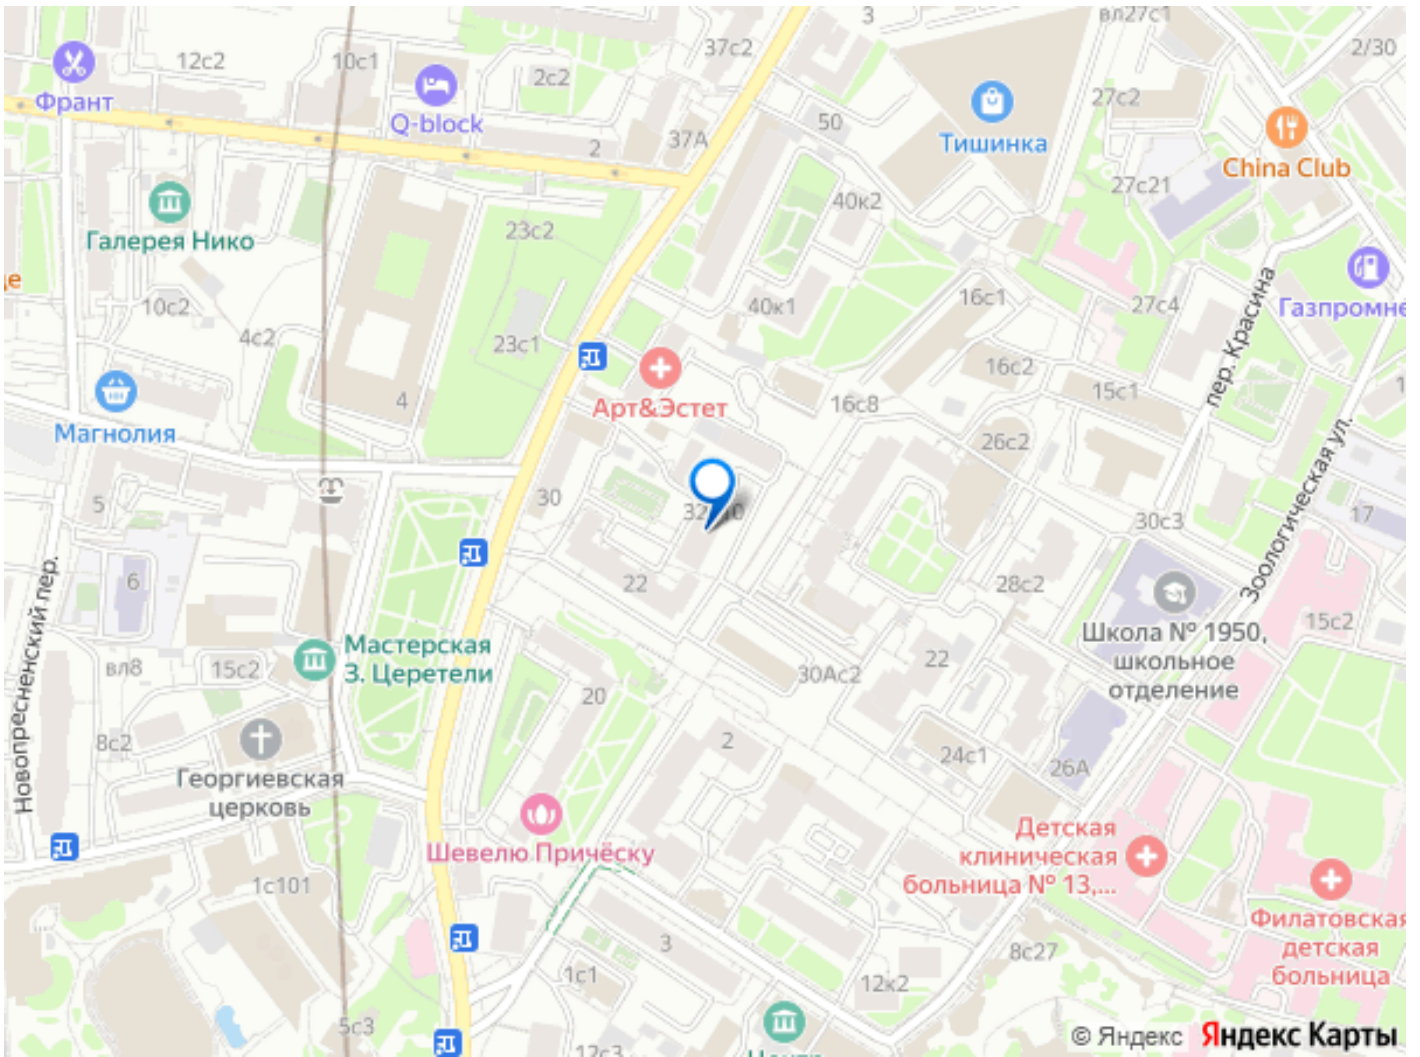 3
вл27с1
37с2
2/30
12с2
10с1
2с2
Франт
Q-block
27с2
50
Тишинка
37А
2
China Club
27с21
40к2
Галерея Нико
23с2
пер. Красина
16с1
27с4
Газпромне
10с2
40к1
4с2
23с1
16с2
15с1
4
Арт&Эстет
16с8
Магнолия
26с2
Зоологическая ул.
30
5
17
30с3
Новопресненский пер.
6
22
28с2
15с2
Школа № 1950,
школьное
отделение
Мастерская
З. Церетели
вл8
15с2
22
30Ас2
20
8с2
2
24с1
26А
Георгиевская
церковь
Детская
клиническая
больница № 13,...
Шевелю Причёску
1с101
Филатовская
детская
больница
3
8с27
1с1
12к2
5с3
12с3
© Яндекс Яндекс Карты